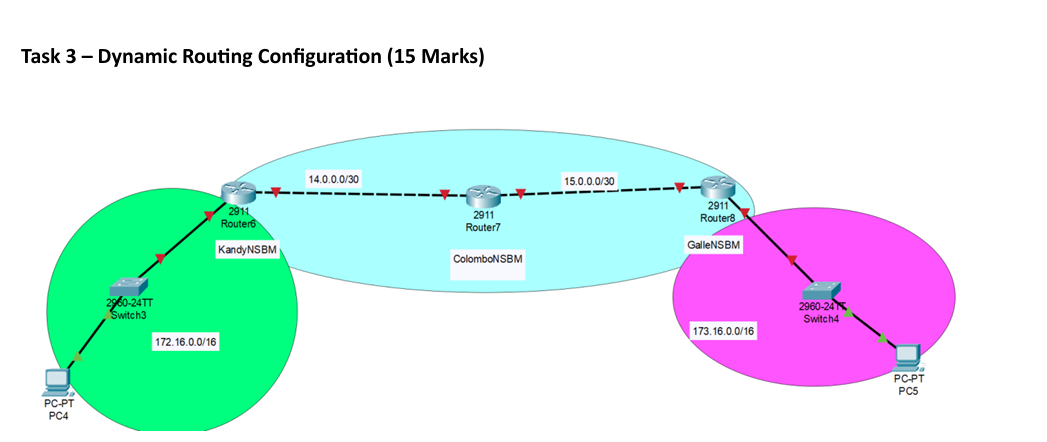 Task 3 – Dynamic Routing Configuration (15 Marks)
14.0.0.0/30
15.0.0.0/30
2911
Router6
2911
Router7
2911
Router8
KandyNSBM
ColomboNSBM
GalleNSBM
2960-24TT
Switch3
2960-24TT
Switch4
172.16.0.0/16
173.16.0.0/16
PC-PT
PC4
PC-PT
PC5